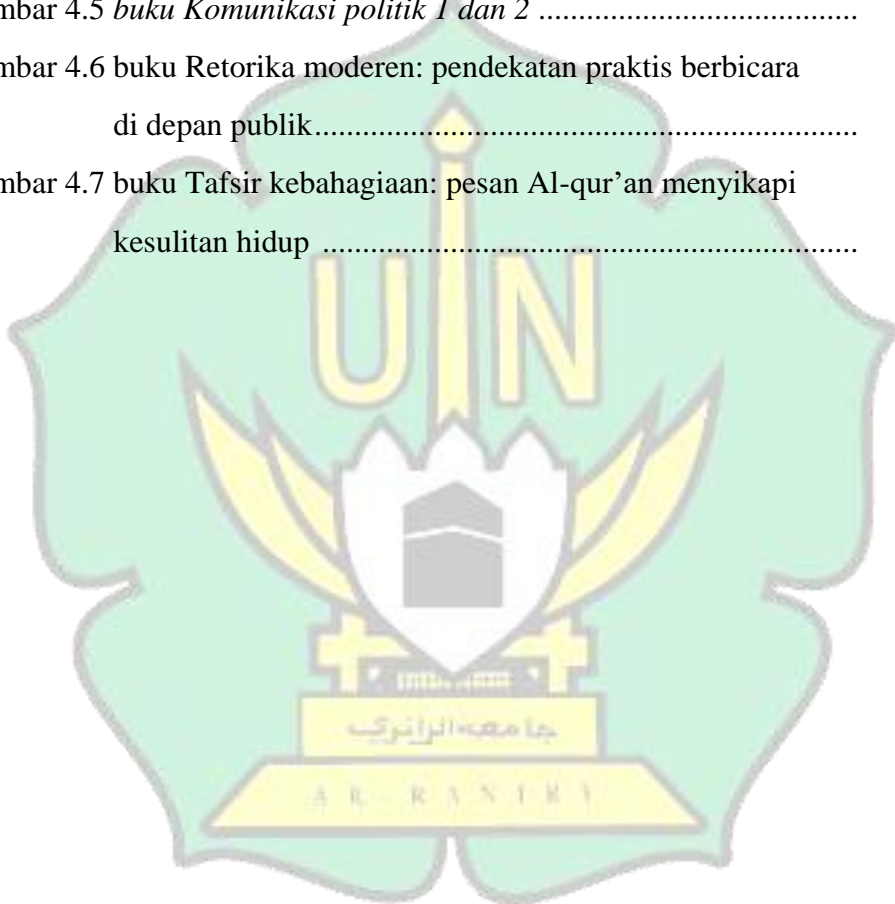 mbar 4.5 buku Komunikasi politik 1 dan 2 ........................................
mbar 4.6 buku Retorika moderen: pendekatan praktis berbicara
di depan publik....................................................................
mbar 4.7 buku Tafsir kebahagiaan: pesan Al-qur'an menyikapi
kesulitan hidup ...................................................................
UIN
جامعة الرانري
AR - RANIRY